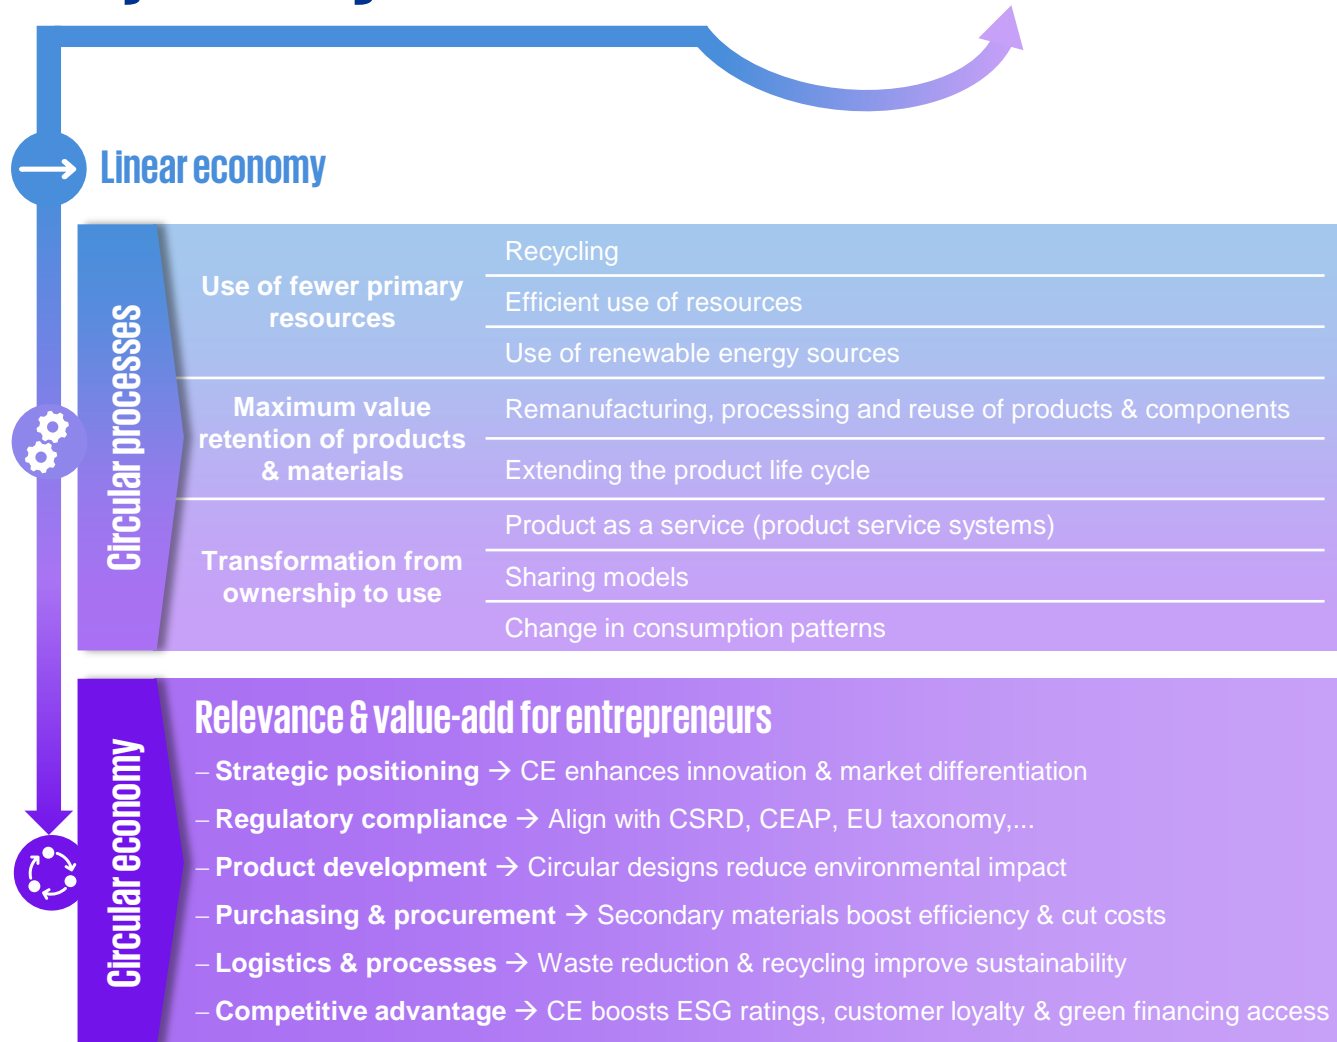 Linear economy
Circular processes
Use of fewer primary
resources
Recycling
Efficient use of resources
Use of renewable energy sources
Maximum value
retention of products
& materials
Remanufacturing, processing and reuse of products & components
Extending the product life cycle
Transformation from
ownership to use
Product as a service (product service systems)
Sharing models
Change in consumption patterns
Circular economy
Relevance & value-add for entrepreneurs
– Strategic positioning → CE enhances innovation & market differentiation
– Regulatory compliance → Align with CSRD, CEAP, EU taxonomy,...
– Product development → Circular designs reduce environmental impact
– Purchasing & procurement → Secondary materials boost efficiency & cut costs
– Logistics & processes → Waste reduction & recycling improve sustainability
– Competitive advantage → CE boosts ESG ratings, customer loyalty & green financing access